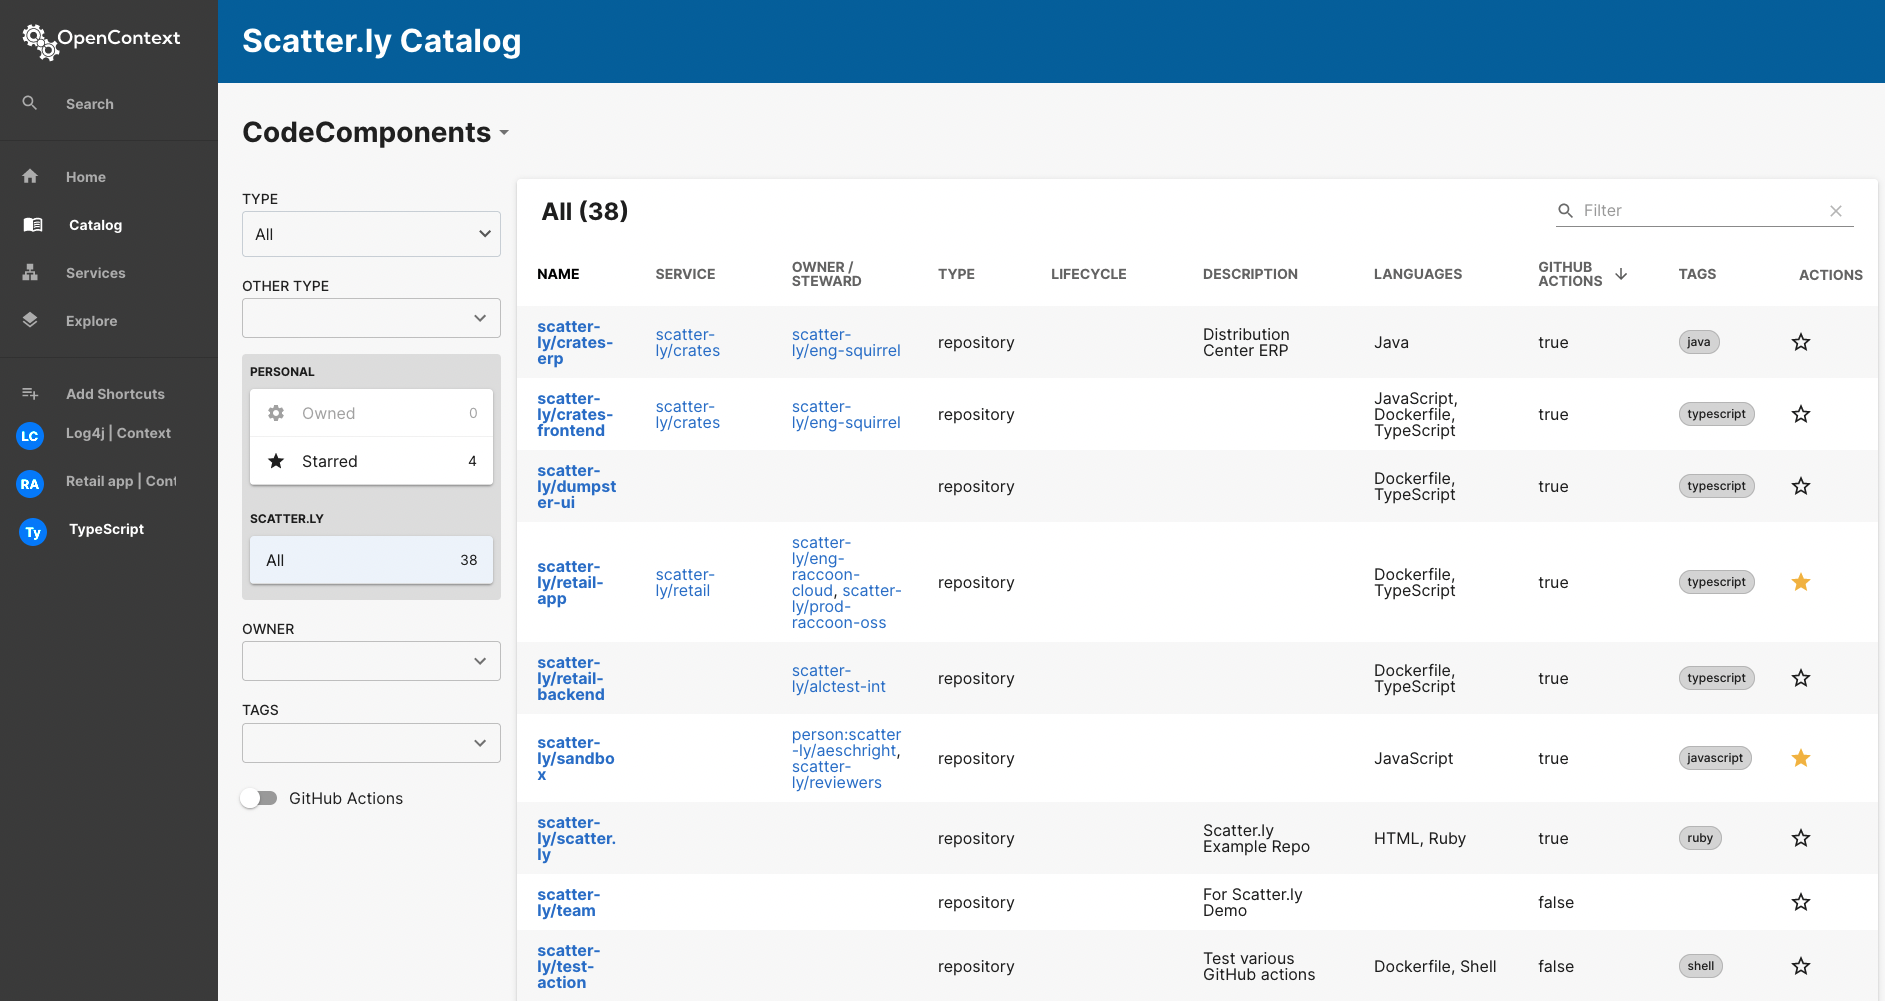 OpenContext
Search
Home
Catalog
Services
Explore
Add Shortcuts
LC
Log4j | Context
RA
Retail app | Cont
Ty
TypeScript
Scatter.ly Catalog
CodeComponents
TYPE
All
OTHER TYPE
PERSONAL
Owned 0
Starred 4
SCATTER.LY
All 38
OWNER
TAGS
GitHub Actions
All (38)
Filter
NAME
SERVICE
OWNER /
STEWARD
TYPE
LIFECYCLE
DESCRIPTION
LANGUAGES
GITHUB
ACTIONS
TAGS
ACTIONS
scatter-
ly/crates-
erp
scatter-
ly/crates
scatter-
ly/eng-squirrel
repository
Distribution
Center ERP
Java
true
java
scatter-
ly/crates-
frontend
scatter-
ly/crates
scatter-
ly/eng-squirrel
repository
JavaScript,
Dockerfile,
TypeScript
true
typescript
scatter-
ly/dumpst
er-ui
repository
Dockerfile,
TypeScript
true
typescript
scatter-
ly/retail-
app
scatter-
ly/retail
scatter-
ly/eng-
raccoon-
cloud, scatter-
ly/prod-
raccoon-oss
repository
Dockerfile,
TypeScript
true
typescript
scatter-
ly/retail-
backend
scatter-
ly/alctest-int
repository
Dockerfile,
TypeScript
true
typescript
scatter-
ly/sandbo
x
person:scatter
-ly/aeschright,
scatter-
ly/reviewers
repository
JavaScript
true
javascript
scatter-
ly/scatter.
ly
repository
Scatter.ly
Example Repo
HTML, Ruby
true
ruby
scatter-
ly/team
repository
For Scatter.ly
Demo
false
scatter-
ly/test-
action
repository
Test various
GitHub actions
Dockerfile, Shell
false
shell